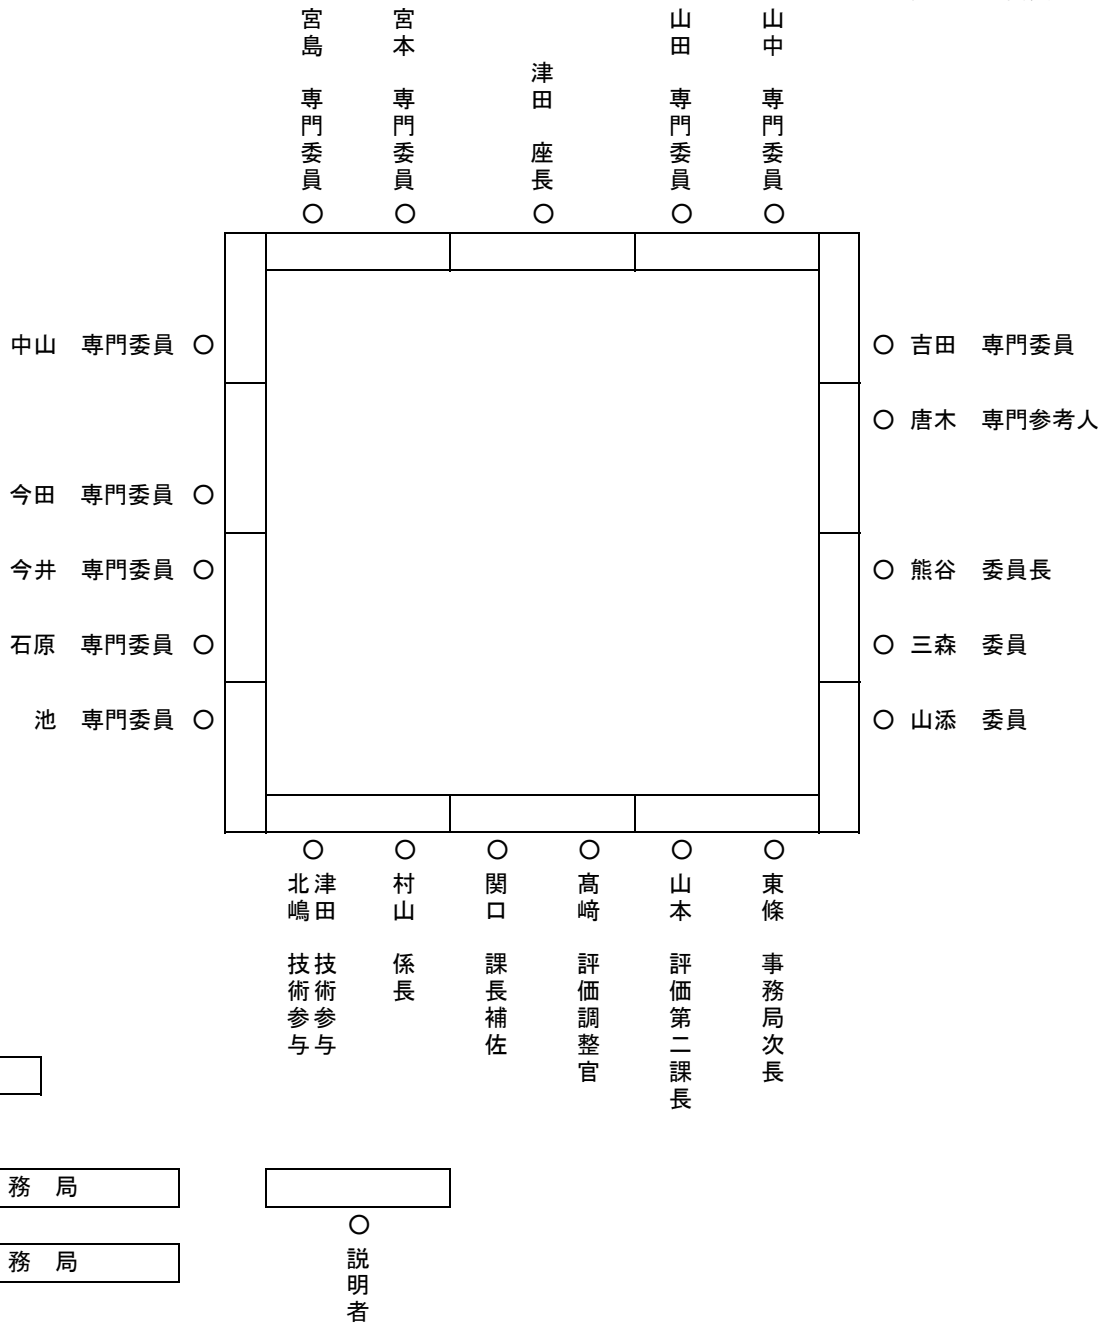 宮島　専門委員
宮本　専門委員
津田　座長
山田　専門委員
山中　専門委員
中山　専門委員
今田　専門委員
今井　専門委員
石原　専門委員
池　専門委員
吉田　専門委員
唐木　専門参考人
熊谷　委員長
三森　委員
山添　委員
津田　技術参与
北嶋　技術参与
村山　係長
関口　課長補佐
髙﨑　評価調整官
山本　評価第二課長
東條　事務局次長
務　局
務　局
説明者